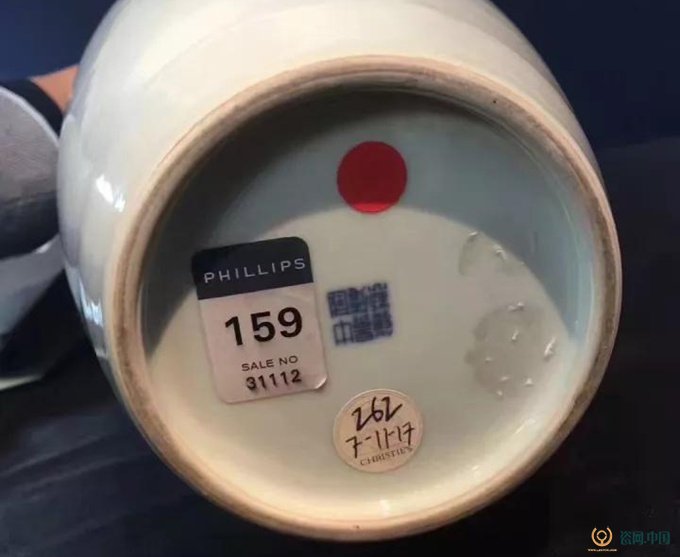 PHILLIPS
159
SALE NO
31112
262
7-11-17
CHRISTIE'S
瓷网.中国